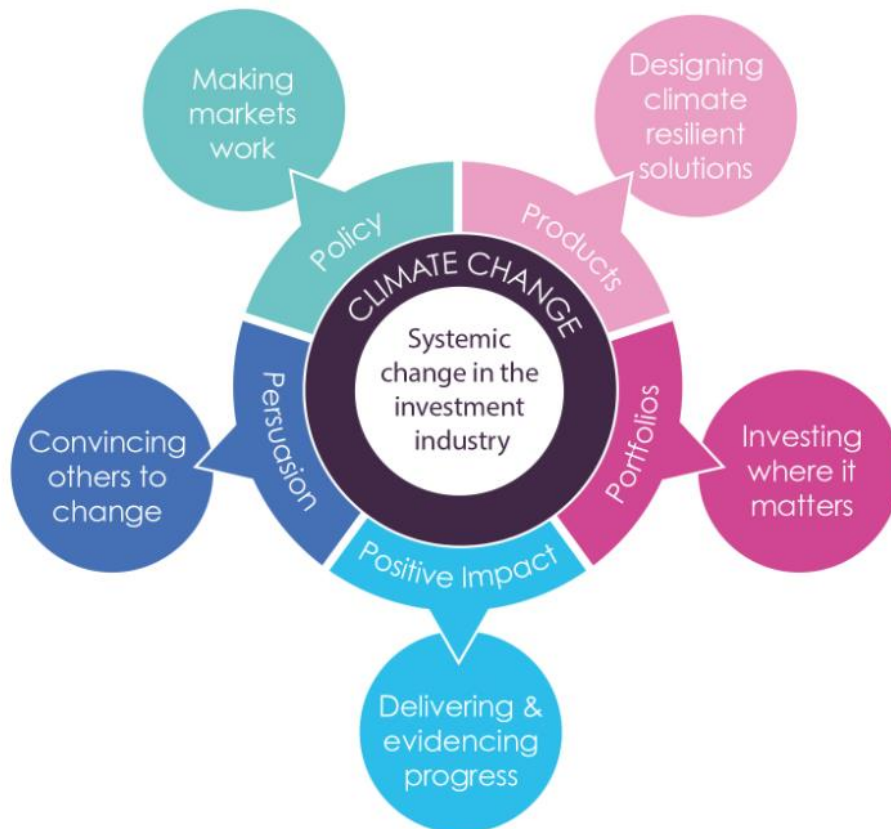 Making
markets
work
Designing
climate
resilient
solutions
Policy
Products
CLIMATE CHANGE
Systemic
change in the
investment
industry
Persuasion
Portfolios
Convincing
others to
change
Investing
where it
matters
Positive Impact
Delivering &
evidencing
progress